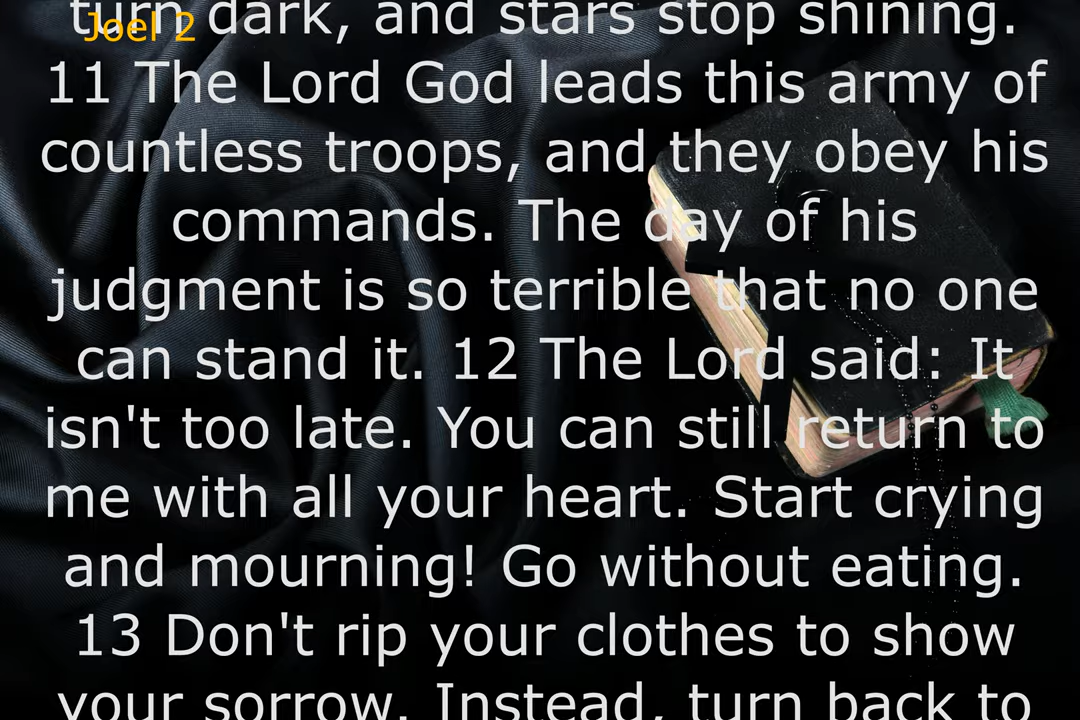 Joel 2
turn dark, and stars stop shining.
11 The Lord God leads this army of
countless troops, and they obey his
commands. The day of his
judgment is so terrible that no one
can stand it. 12 The Lord said: It
isn't too late. You can still return to
me with all your heart. Start crying
and mourning! Go without eating.
13 Don't rip your clothes to show
your sorrow. Instead, turn back to